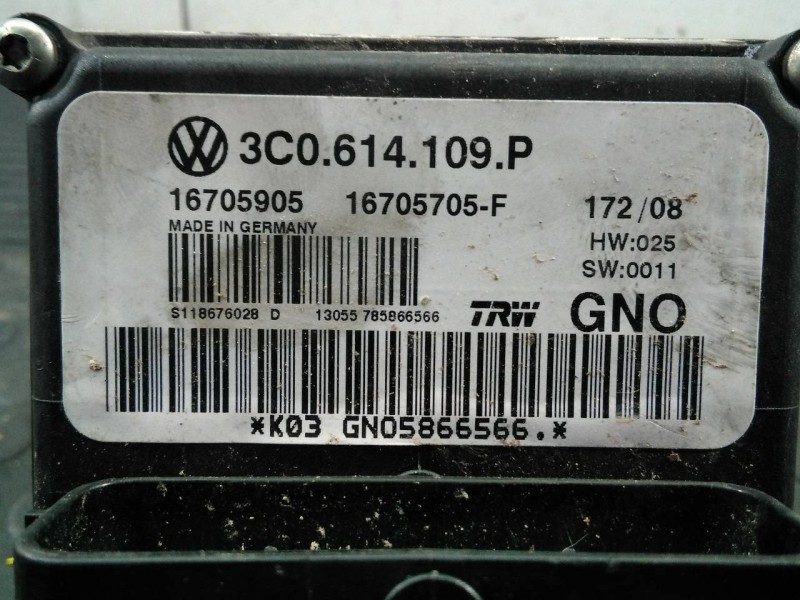 3C0.614.109.P
16705905 16705705-F 172/08
MADE IN GERMANY HW:025
SW:0011
S118676028 D 13055 785866566 TRW GNO
*K03 GNO5866566.*